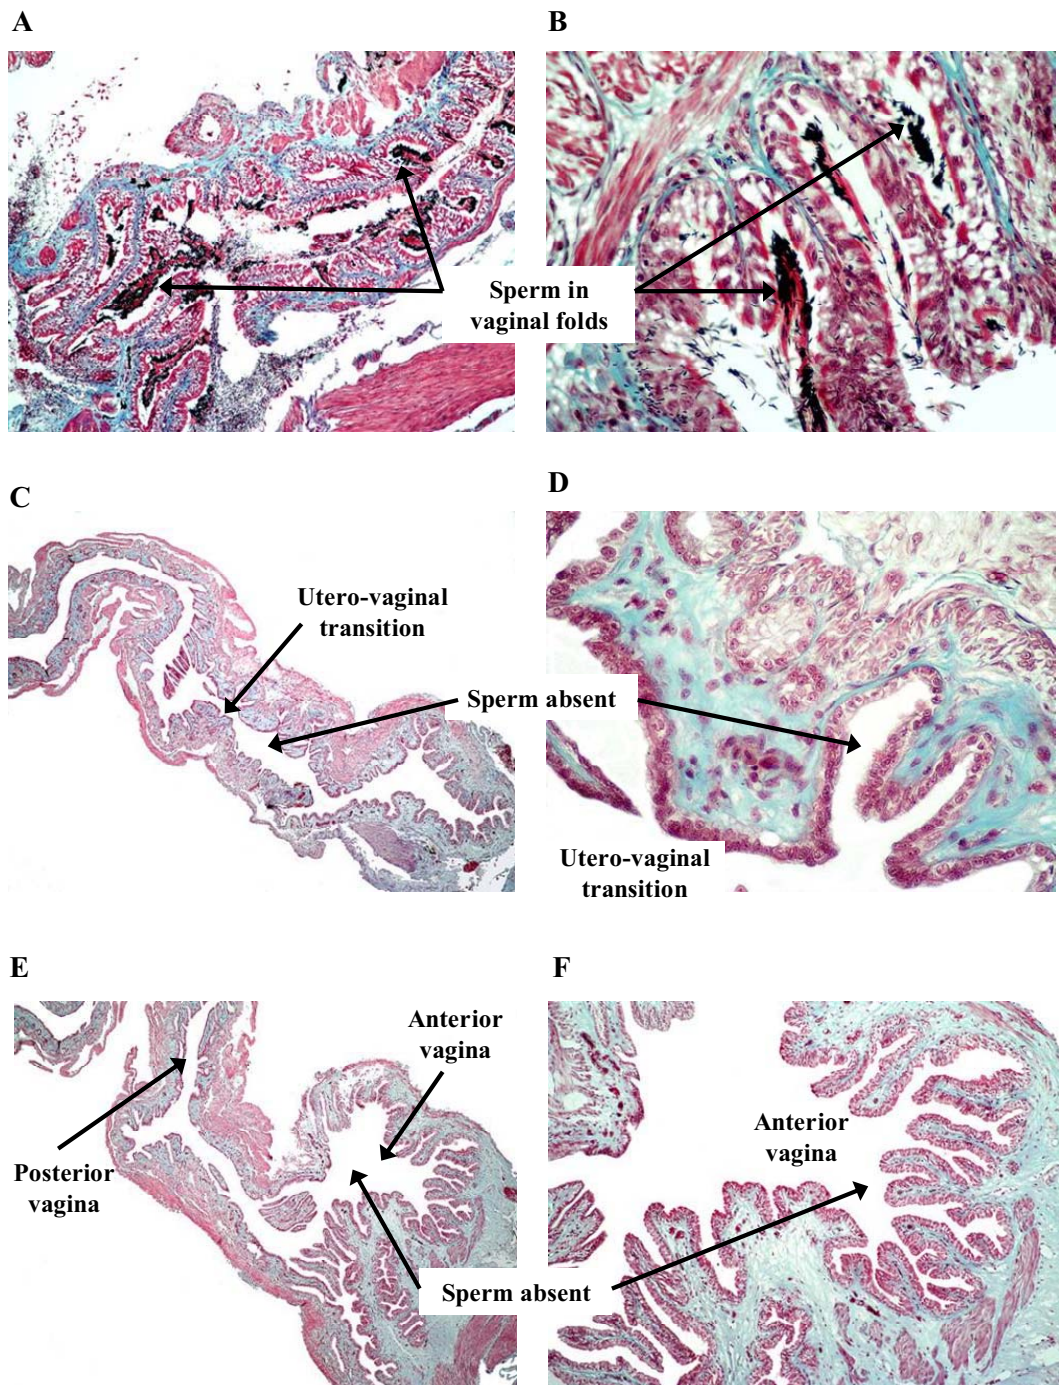 A
B
Sperm in
vaginal folds
C
D
Utero-vaginal
transition
Sperm absent
Utero-vaginal
transition
E
F
Anterior
vagina
Anterior
vagina
Posterior
vagina
Sperm absent